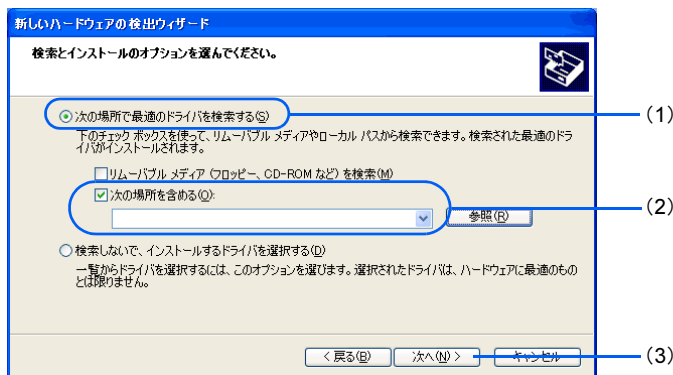 新しいハードウェアの検出ウィザード
検索とインストールのオプションを選んでください。
次の場所で最適のドライバを検索する(S)
(1)
下のチェック ボックスを使って、リムーバブル メディアやローカル パスから検索できます。検索された最適のドラ
イバがインストールされます。
リムーバブル メディア (フロッピー、CD-ROM など) を検索(M)
次の場所を含める(O):
参照(R)
(2)
検索しないで、インストールするドライバを選択する(D)
一覧からドライバを選択するには、このオプションを選びます。選択されたドライバは、ハードウェアに最適のもの
とは限りません。
< 戻る(B)
次へ(N) >
キャンセル
(3)